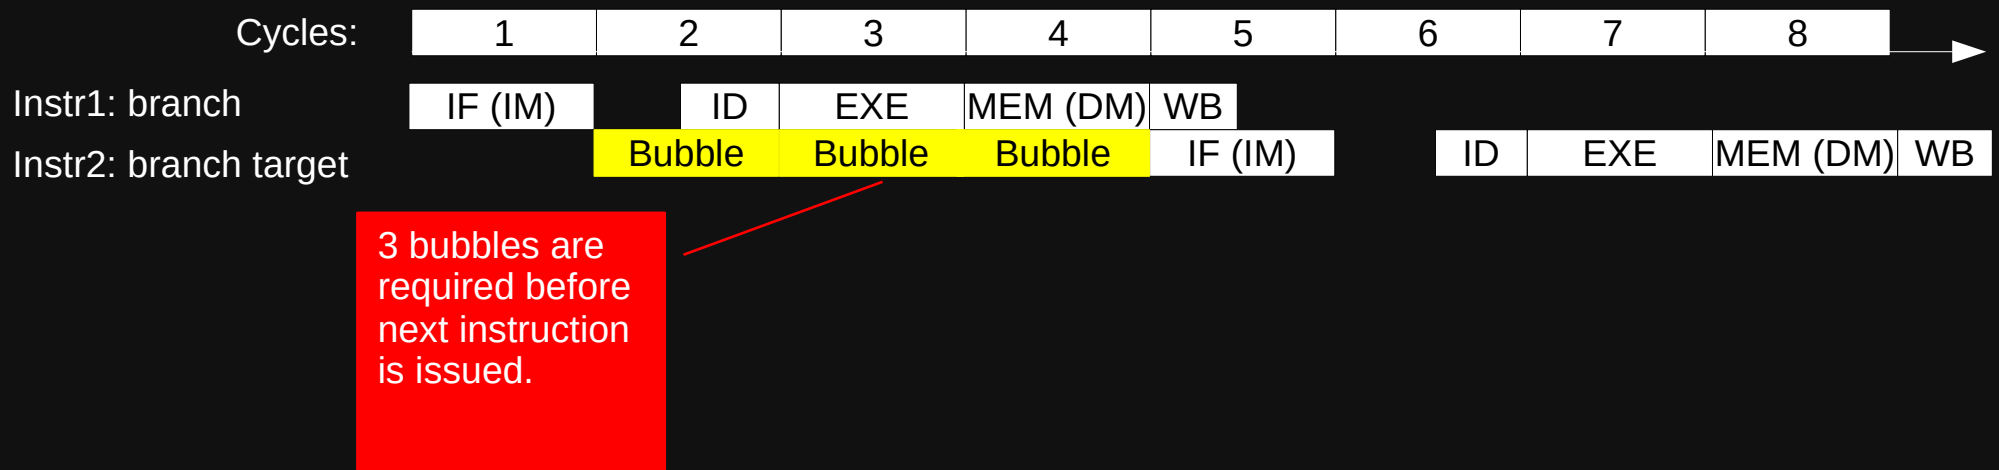 Cycles: 1 2 3 4 5 6 7 8
Instr1: branch IF (IM) ID EXE MEM (DM) WB
Instr2: branch target Bubble Bubble Bubble IF (IM) ID EXE MEM (DM) WB
3 bubbles are
required before
next instruction
is issued.